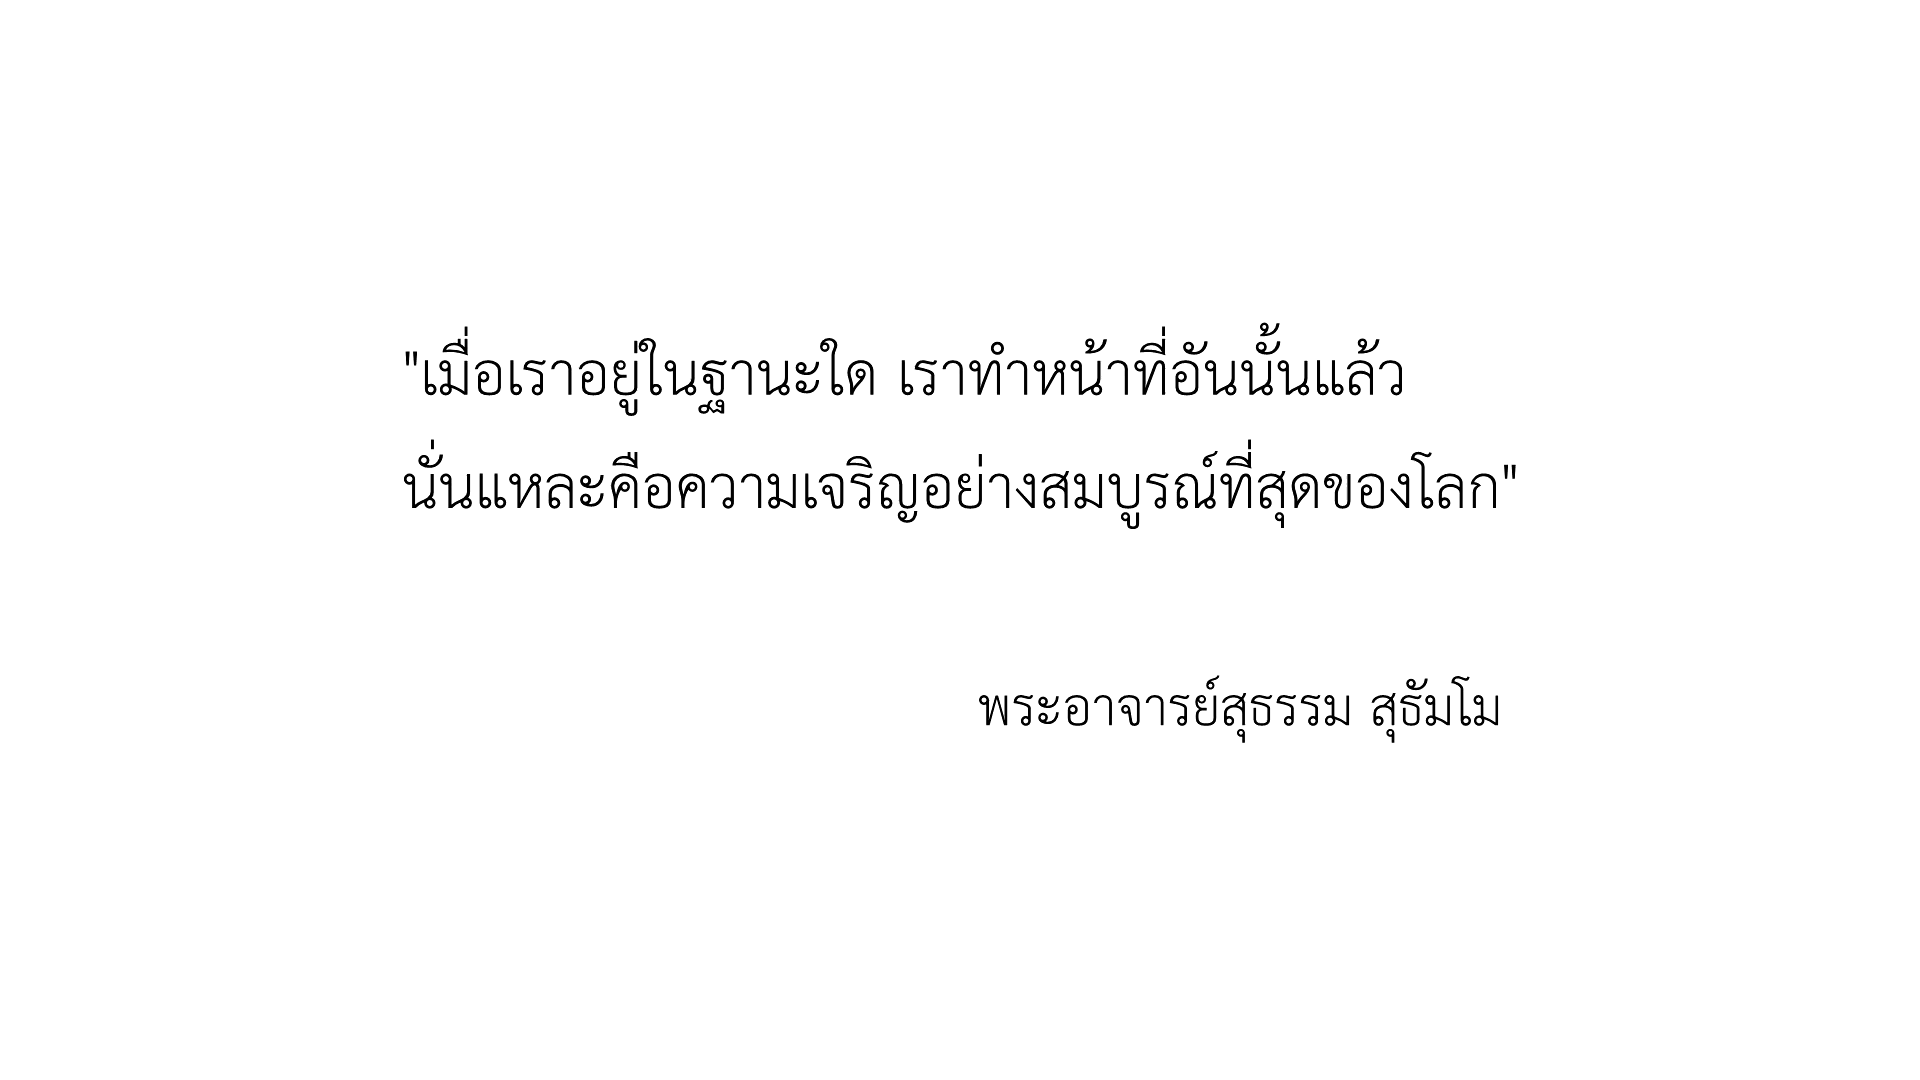 "เมื่อเราอยู่ในฐานะใด เราทำหน้าที่อันนั้นแล้ว
นั่นแหละคือความเจริญอย่างสมบูรณ์ที่สุดของโลก"
พระอาจารย์สุธรรม สุธัมโม